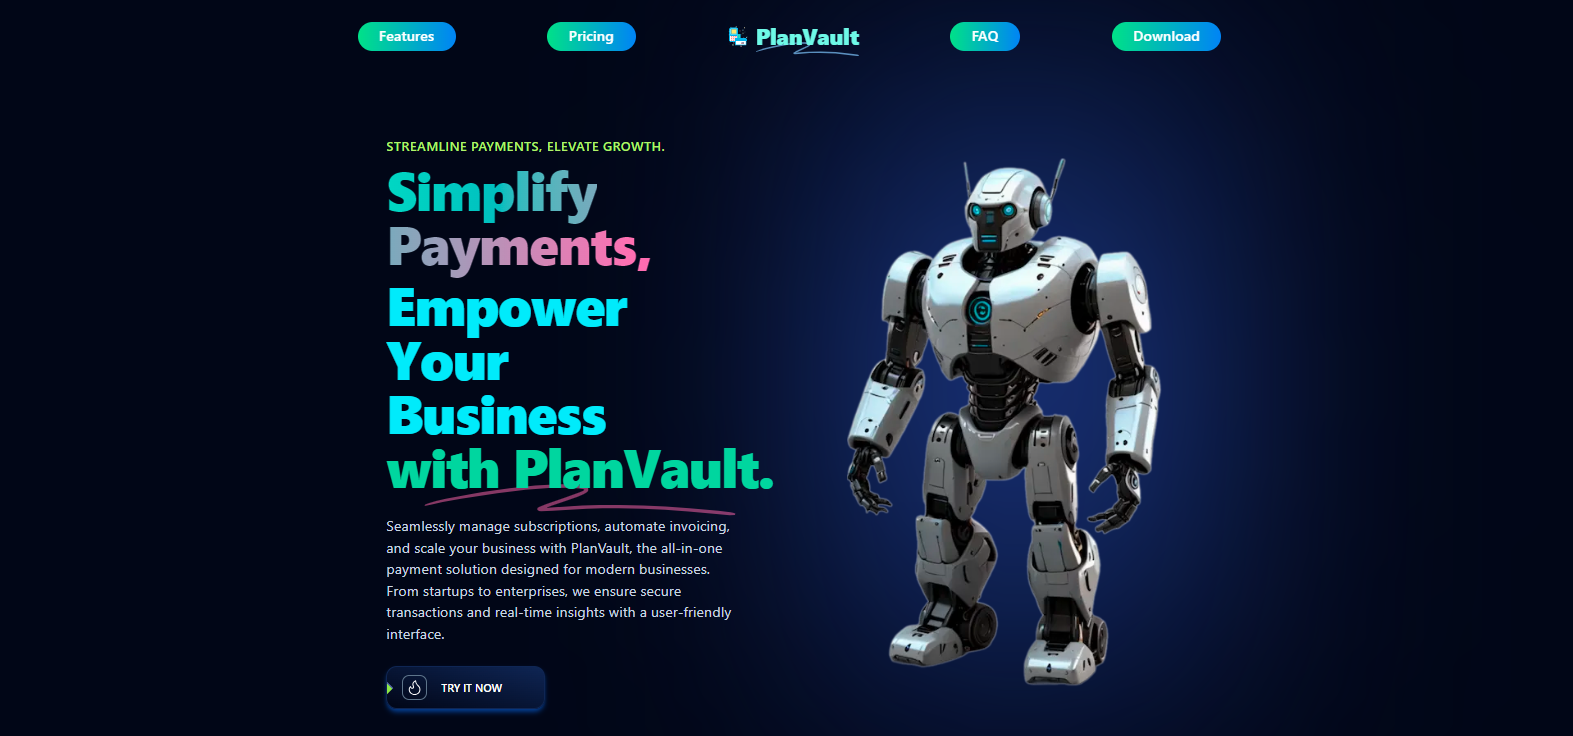 Features
Pricing
PlanVault
FAQ
Download
STREAMLINE PAYMENTS, ELEVATE GROWTH.
Simplify
Payments,
Empower
Your
Business
with PlanVault.
Seamlessly manage subscriptions, automate invoicing,
and scale your business with PlanVault, the all-in-one
payment solution designed for modern businesses.
From startups to enterprises, we ensure secure
transactions and real-time insights with a user-friendly
interface.
TRY IT NOW